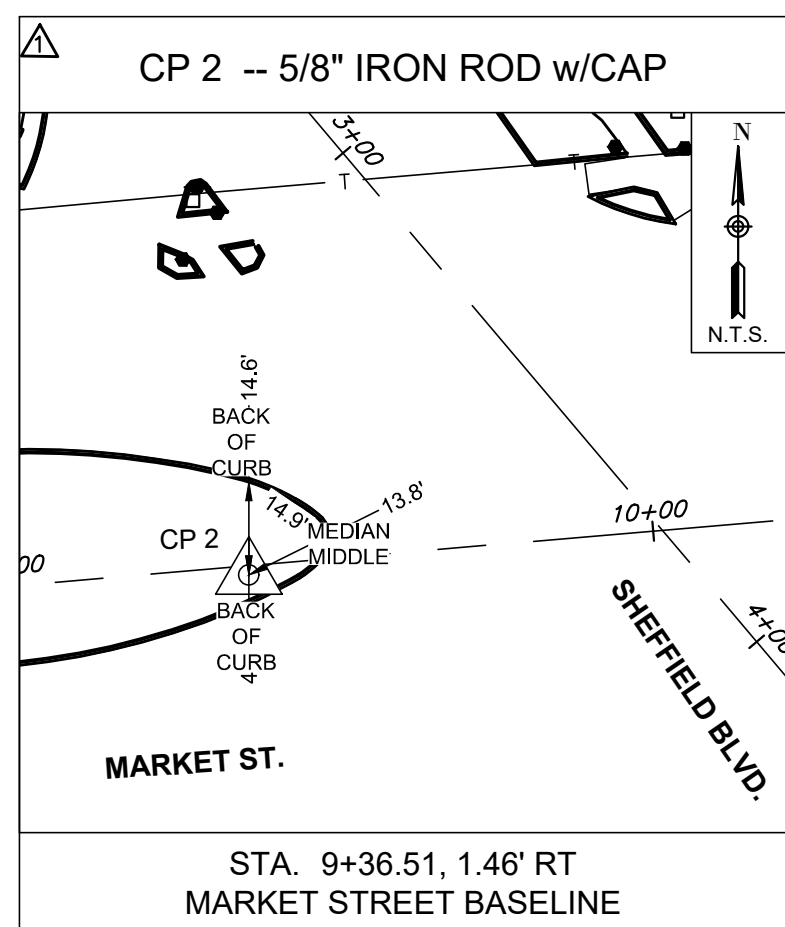 1
CP 2 -- 5/8" IRON ROD w/CAP
3+00
T
T
N
N.T.S.
14.6'
BACK
OF
CURB
14.9'
13.8'
MEDIAN
MIDDLE
CP 2
10+00
00
BACK
OF
CURB
4
4+00
SHEFFIELD BLVD.
MARKET ST.
STA. 9+36.51, 1.46' RT
MARKET STREET BASELINE